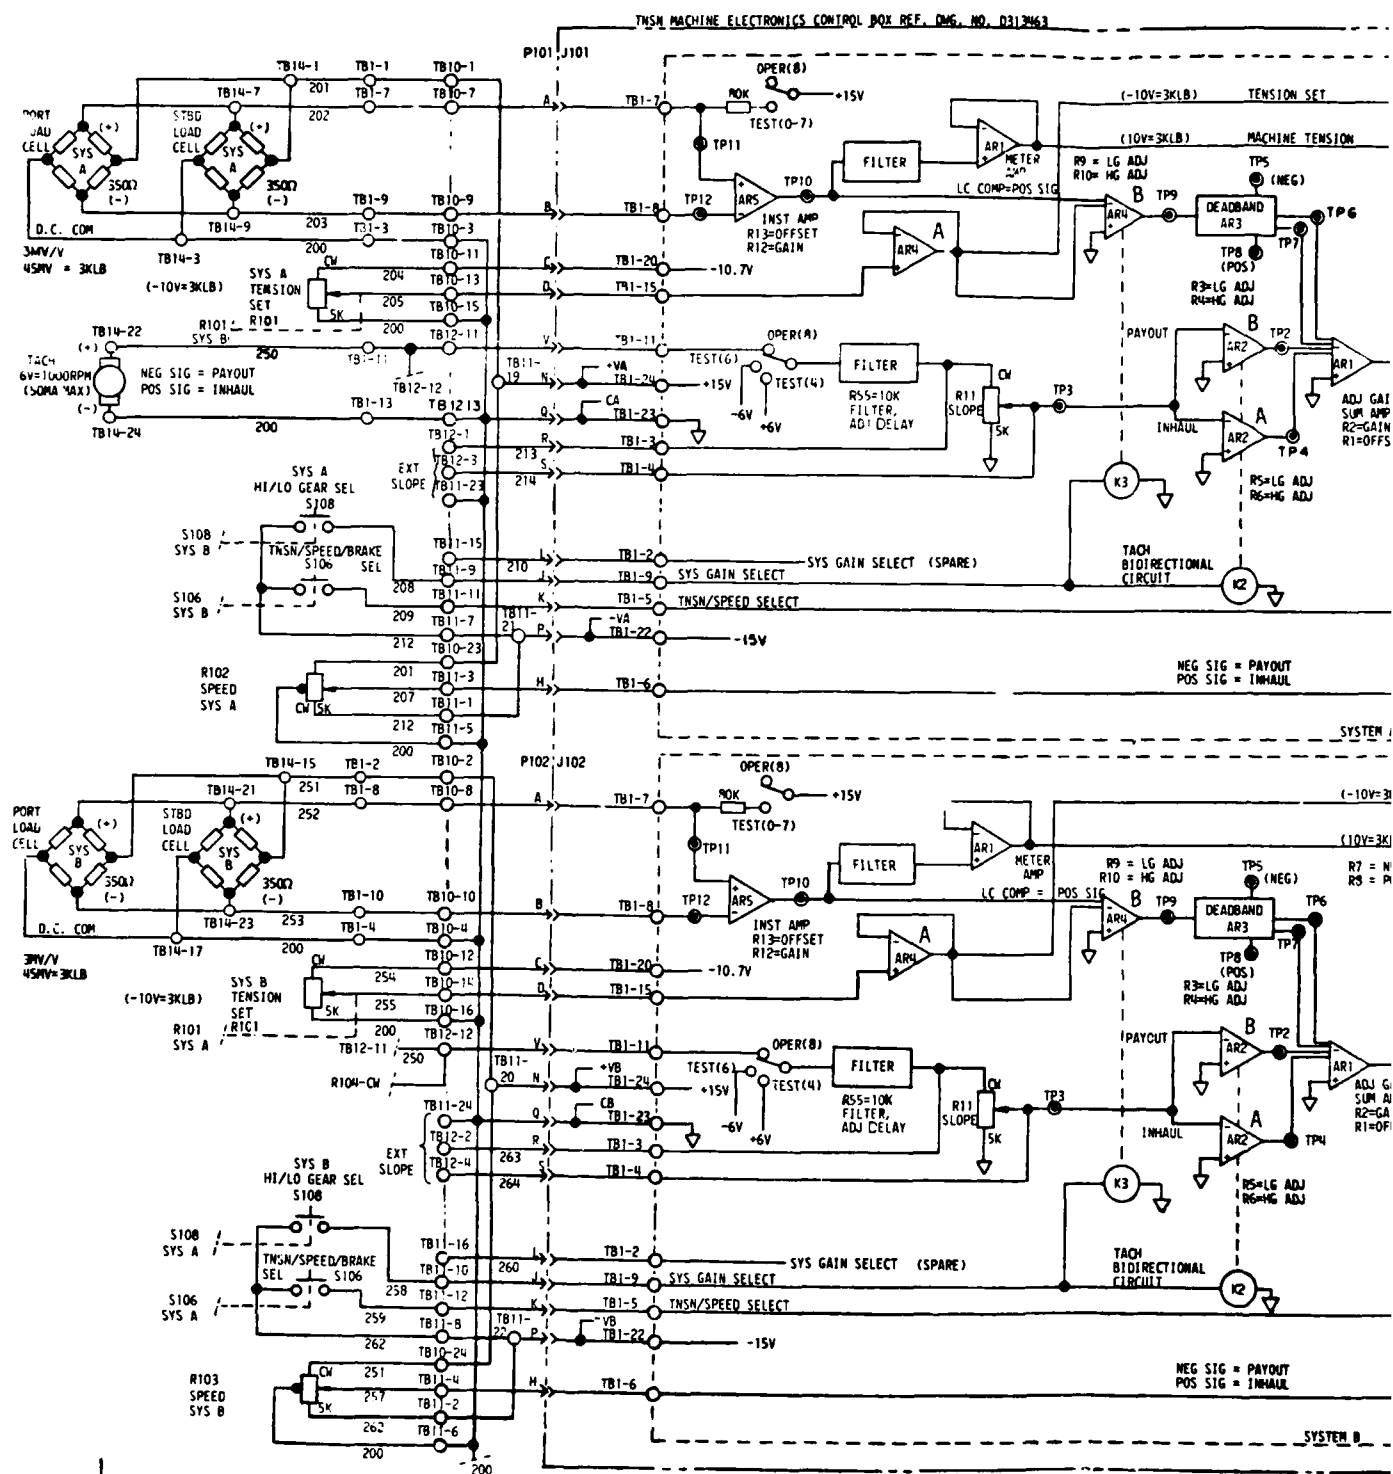 TNSN MACHINE ELECTRONICS CONTROL BOX REF. DWG. NO. D313463
P101 J101
TB14-1 TB1-1 TB10-1
201
TB14-7 TB1-7 TB10-7
202
A
TB1-7
80K
OPER(8)
+15V
TEST(0-7)
PORT
LOAD
CELL
(+)
SYS
A
350Ω
(-)
STBD
LOAD
CELL
(+)
SYS
A
350Ω
(-)
TP11
TP12
TP10
FILTER
AR1
METER
AMP
(-10V=3KLB) TENSION SET
(10V=3KLB) MACHINE TENSION
LC COMP=POS SIG
AR5
INST AMP
R13=OFFSET
R12=GAIN
AR4
A
R9 = LG ADJ
R10= HG ADJ
B
AR4
TP9
TP5
(NEG)
DEADBAND
AR3
TP6
TP7
TP8
(POS)
R3=LG ADJ
R4=HG ADJ
TB14-9 TB1-9 TB10-9
203
B
TB1-8
D.C. COM
TB14-3
TB1-3 TB10-3
200
3MV/V
45MV = 3KLB
(-10V=3KLB)
SYS A
TENSION
SET
R101
CW
5K
TB10-11
204
C
TB1-20
-10.7V
TB10-13
205
D
TB1-15
TB10-15
200
R101
SYS B
TB14-22
(+)
TACH
6V=1000RPM
(50MA MAX)
(-)
TB14-24
NEG SIG = PAYOUT
POS SIG = INHAUL
250
TB1-11
TB12-12
TB12-11
V
TB1-11
TEST(6)
OPER(8)
TEST(4)
-6V
+6V
FILTER
R55=10K
FILTER,
ADJ DELAY
CW
R11
SLOPE
5K
TP3
PAYOUT
INHAUL
B
AR2
TP2
A
AR2
TP4
AR1
ADJ GAI
SUM AMP
R2=GAIN
R1=OFFS
R5=LG ADJ
R6=HG ADJ
TB11-
19
N
+VA
TB1-24
+15V
TB1-13
200
TB12 13
Q
CA
TB1-23
EXT
SLOPE
TB12-1
213
R
TB1-3
TB12-3
214
S
TB1-4
TB11-23
K3
SYS A
HI/LO GEAR SEL
S108
S108
SYS B
TNSN/SPEED/BRAKE
SEL
S106
S106
SYS B
TB11-15
210
L
TB1-2
SYS GAIN SELECT (SPARE)
TB11-9
208
J
TB1-9
SYS GAIN SELECT
TACH
BIDIRECTIONAL
CIRCUIT
K2
TB11-11
209
K
TB1-5
TNSN/SPEED SELECT
TB11-7
212
TB11-
21
P
-VA
TB1-22
-15V
TB10-23
201
R102
SPEED
SYS A
CW
5K
TB11-3
207
H
TB1-6
TB11-1
212
TB11-5
200
NEG SIG = PAYOUT
POS SIG = INHAUL
SYSTEM
P102 J102
TB14-15 TB1-2 TB10-2
251
TB14-21 TB1-8 TB10-8
252
A
TB1-7
80K
OPER(8)
+15V
TEST(0-7)
PORT
LOAD
CELL
(+)
SYS
B
350Ω
(-)
STBD
LOAD
CELL
(+)
SYS
B
350Ω
(-)
TP11
TP12
TP10
FILTER
AR1
METER
AMP
(-10V=3
(10V=3K
LC COMP = POS SIG
AR5
INST AMP
R13=OFFSET
R12=GAIN
AR4
A
R9 = LG ADJ
R10 = HG ADJ
B
AR4
TP9
TP5
(NEG)
DEADBAND
AR3
TP6
TP7
TP8
(POS)
R3=LG ADJ
R4=HG ADJ
TB14-23 TB1-10 TB10-10
253
B
TB1-8
D.C. COM
TB14-17
TB1-4 TB10-4
200
3MV/V
45MV=3KLB
(-10V=3KLB)
SYS B
TENSION
SET
R101
CW
5K
TB10-12
254
C
TB1-20
-10.7V
TB10-14
255
D
TB1-15
TB10-16
200
R101
SYS A
TB12-11
250
TB12-12
V
TB1-11
TEST(6)
OPER(8)
TEST(4)
-6V
+6V
FILTER
R55=10K
FILTER,
ADJ DELAY
CW
R11
SLOPE
5K
TP3
PAYOUT
INHAUL
B
AR2
TP2
A
AR2
TP4
AR1
R5=LG ADJ
R6=HG ADJ
R104-CW
TB11-
20
N
+VB
TB1-24
+15V
TB11-24
Q
CB
TB1-23
EXT
SLOPE
TB12-2
263
R
TB1-3
TB12-4
264
S
TB1-4
K3
SYS B
HI/LO GEAR SEL
S108
S108
SYS A
TNSN/SPEED/BRAKE
SEL
S106
S106
SYS A
TB11-16
260
L
TB1-2
SYS GAIN SELECT (SPARE)
TB11-10
258
J
TB1-9
SYS GAIN SELECT
TACH
BIDIRECTIONAL
CIRCUIT
K2
TB11-12
259
K
TB1-5
TNSN/SPEED SELECT
TB11-8
262
TB11-
22
P
-VB
TB1-22
-15V
TB10-24
251
R103
SPEED
SYS B
CW
5K
TB11-4
257
H
TB1-6
TB11-2
262
TB11-6
200
200
NEG SIG = PAYOUT
POS SIG = INHAUL
SYSTEM B